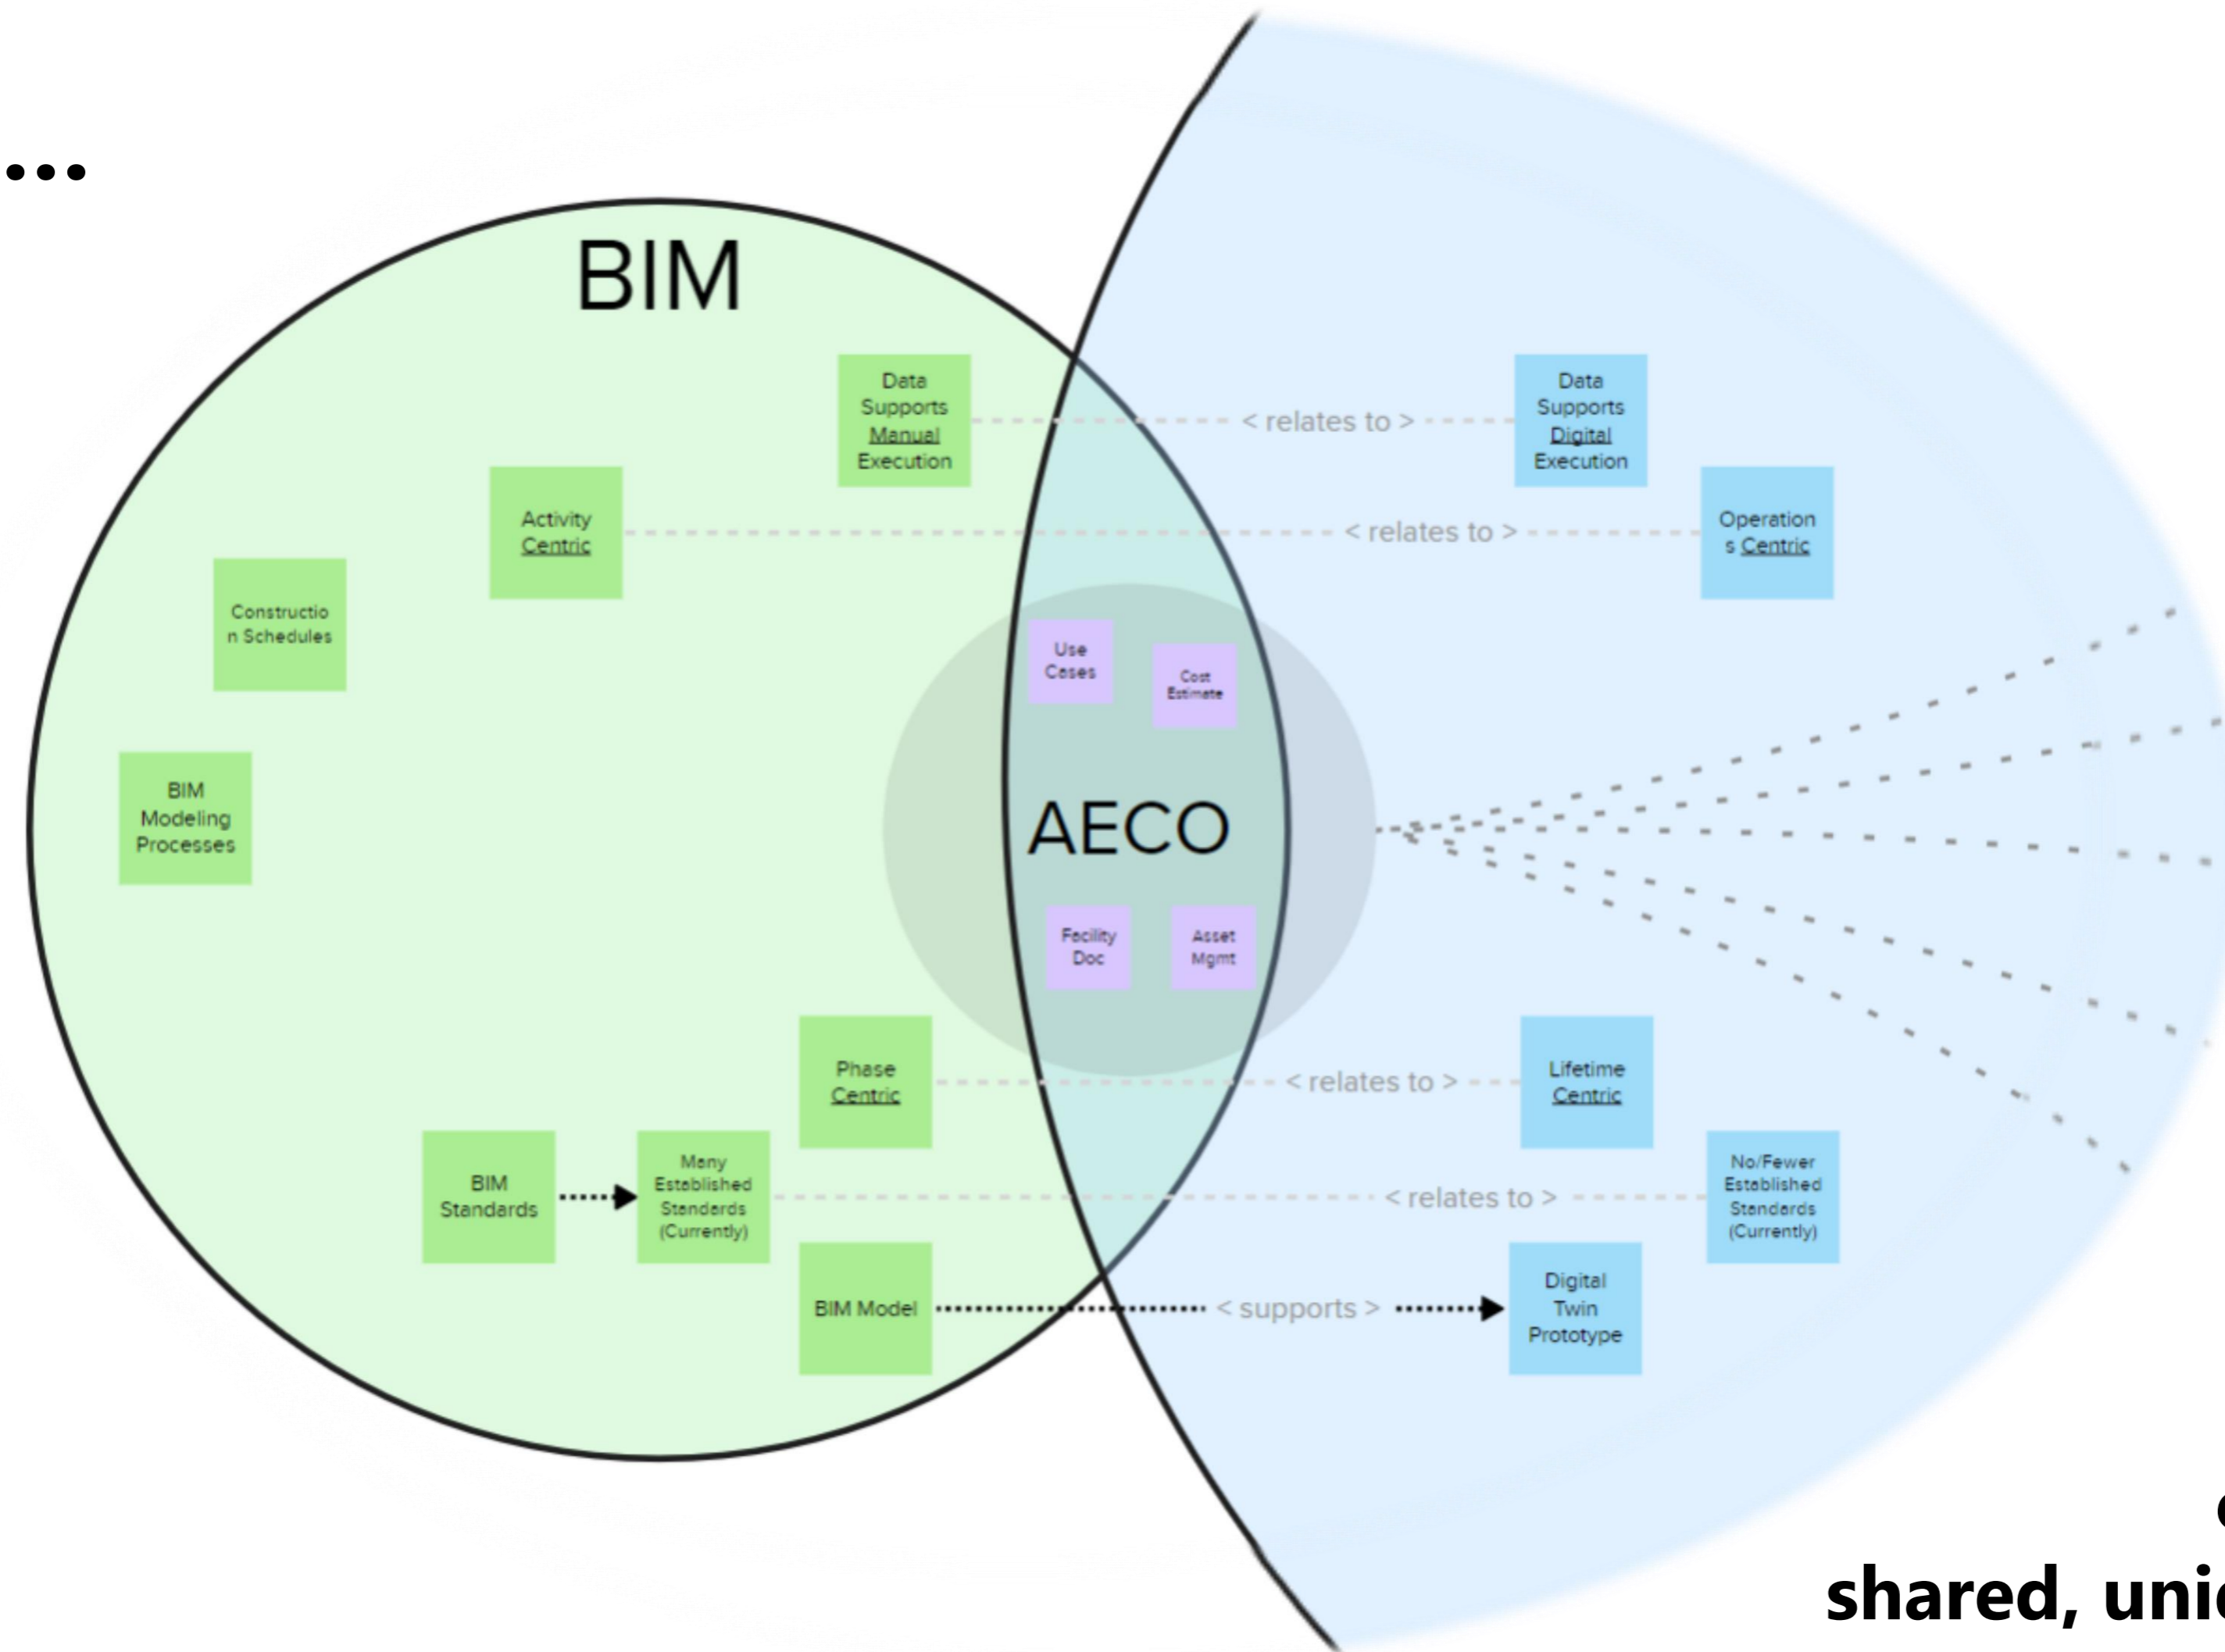 ...
BIM
Data
Supports
Manual
Execution
< relates to >
Data
Supports
Digital
Execution
Activity
Centric
< relates to >
Operation
s Centric
Constructio
n Schedules
Use
Cases
Cost
Estimate
BIM
Modeling
Processes
AECO
Facility
Doc
Asset
Mgmt
Phase
Centric
< relates to >
Lifetime
Centric
BIM
Standards
Many
Established
Standards
(Currently)
< relates to >
No/Fewer
Established
Standards
(Currently)
BIM Model
< supports >
Digital
Twin
Prototype
shared,